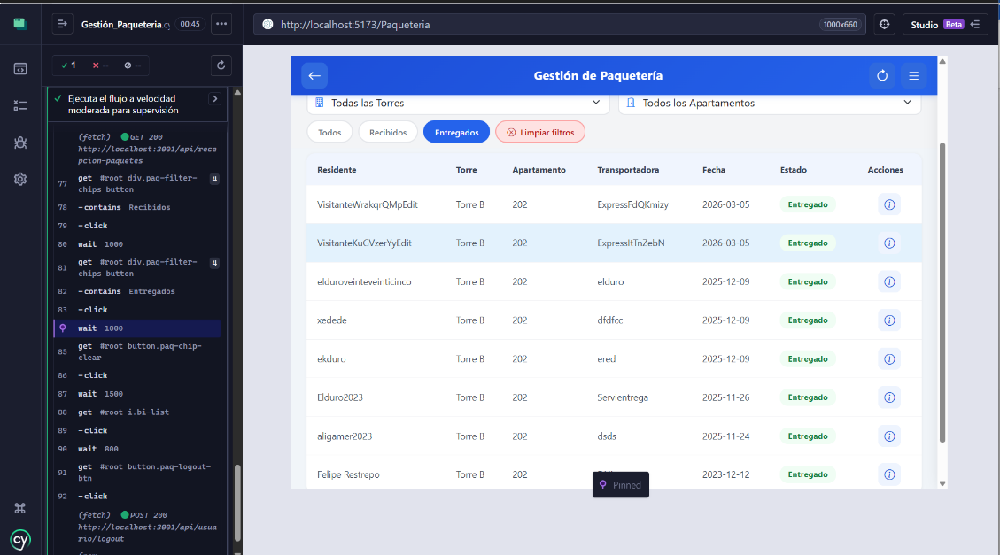 Gestión_Paqueteria.cy
00:45
http://localhost:5173/Paqueteria
1000x660
Studio Beta
1
--
--
Ejecuta el flujo a velocidad
moderada para supervisión
(fetch) GET 200
http://localhost:3001/api/rece
pcion-paquetes
77 get #root div.paq-filter-
chips button 4
78 -contains Recibidos
79 -click
80 wait 1000
81 get #root div.paq-filter-
chips button 4
82 -contains Entregados
83 -click
wait 1000
85 get #root button.paq-chip-
clear
86 -click
87 wait 1500
88 get #root i.bi-list
89 -click
90 wait 800
91 get #root button.paq-logout-
btn
92 -click
(fetch) POST 200
http://localhost:3001/api/usua
rio/logout
cy
Gestión de Paquetería
Todas las Torres
Todos los Apartamentos
Todos Recibidos Entregados Limpiar filtros
Residente Torre Apartamento Transportadora Fecha Estado Acciones
VisitanteWrakqrQMpEdit Torre B 202 ExpressFdQKmizy 2026-03-05 Entregado
VisitanteKuGVzerYyEdit Torre B 202 ExpressItTnZebN 2026-03-05 Entregado
elduroveinteveinticinco Torre B 202 elduro 2025-12-09 Entregado
xedede Torre B 202 dfdfcc 2025-12-09 Entregado
ekduro Torre B 202 ered 2025-12-09 Entregado
Elduro2023 Torre B 202 Servientrega 2025-11-26 Entregado
aligamer2023 Torre B 202 dsds 2025-11-24 Entregado
Felipe Restrepo Torre B 202 2023-12-12 Entregado
Pinned